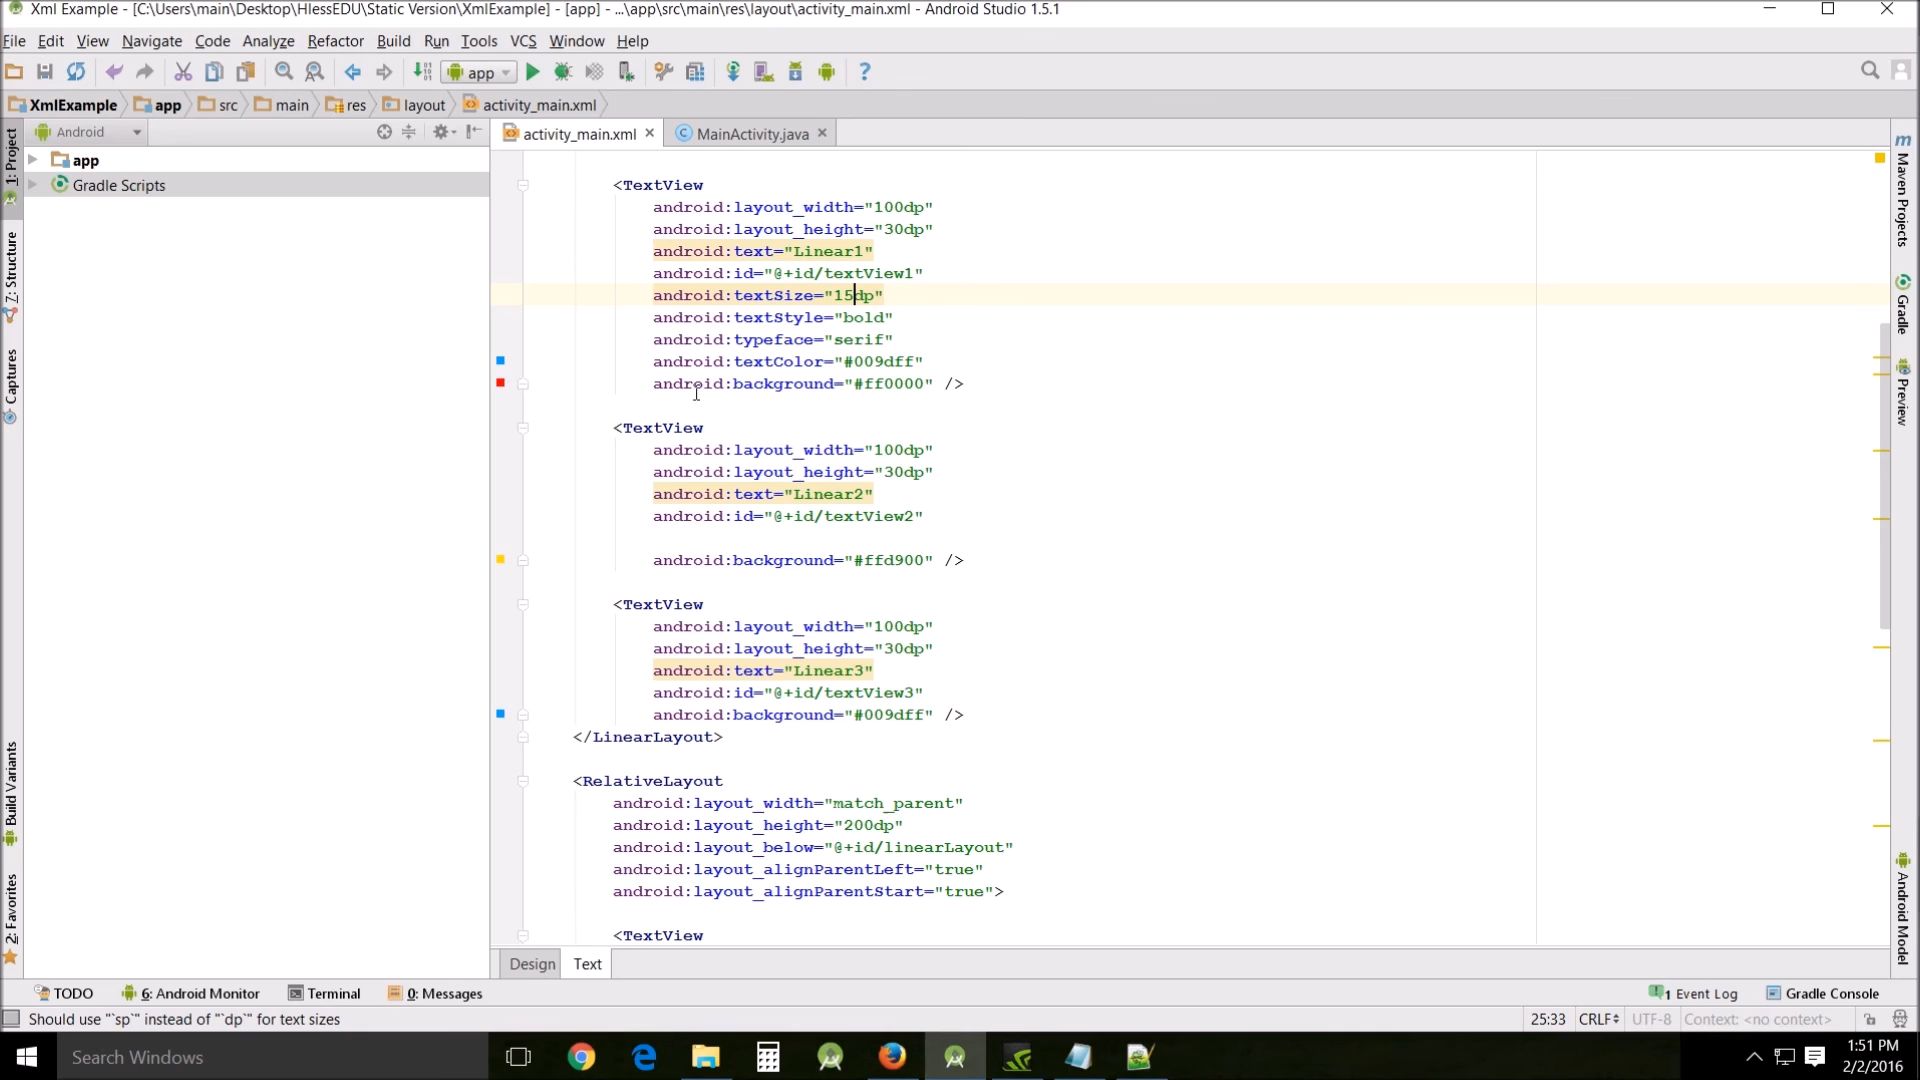 Xml Example - [C:\Users\main\Desktop\HlessEDU\Static Version\XmlExample] - [app] - ...\app\src\main\res\layout\activity_main.xml - Android Studio 1.5.1
File Edit View Navigate Code Analyze Refactor Build Run Tools VCS Window Help
app
XmlExample app src main res layout activity_main.xml
Android
activity_main.xml MainActivity.java
app
Gradle Scripts
1: Project
7: Structure
Captures
Build Variants
2: Favorites
<TextView
android:layout_width="100dp"
android:layout_height="30dp"
android:text="Linear1"
android:id="@+id/textView1"
android:textSize="15dp"
android:textStyle="bold"
android:typeface="serif"
android:textColor="#009dff"
android:background="#ff0000" />
<TextView
android:layout_width="100dp"
android:layout_height="30dp"
android:text="Linear2"
android:id="@+id/textView2"
android:background="#ffd900" />
<TextView
android:layout_width="100dp"
android:layout_height="30dp"
android:text="Linear3"
android:id="@+id/textView3"
android:background="#009dff" />
</LinearLayout>
<RelativeLayout
android:layout_width="match_parent"
android:layout_height="200dp"
android:layout_below="@+id/linearLayout"
android:layout_alignParentLeft="true"
android:layout_alignParentStart="true">
<TextView
Maven Projects
Gradle
Preview
Android Model
Design Text
TODO 6: Android Monitor Terminal 0: Messages 1 Event Log Gradle Console
Should use "`sp`" instead of "`dp`" for text sizes 25:33 CRLF UTF-8 Context: <no context>
Search Windows
1:51 PM
2/2/2016